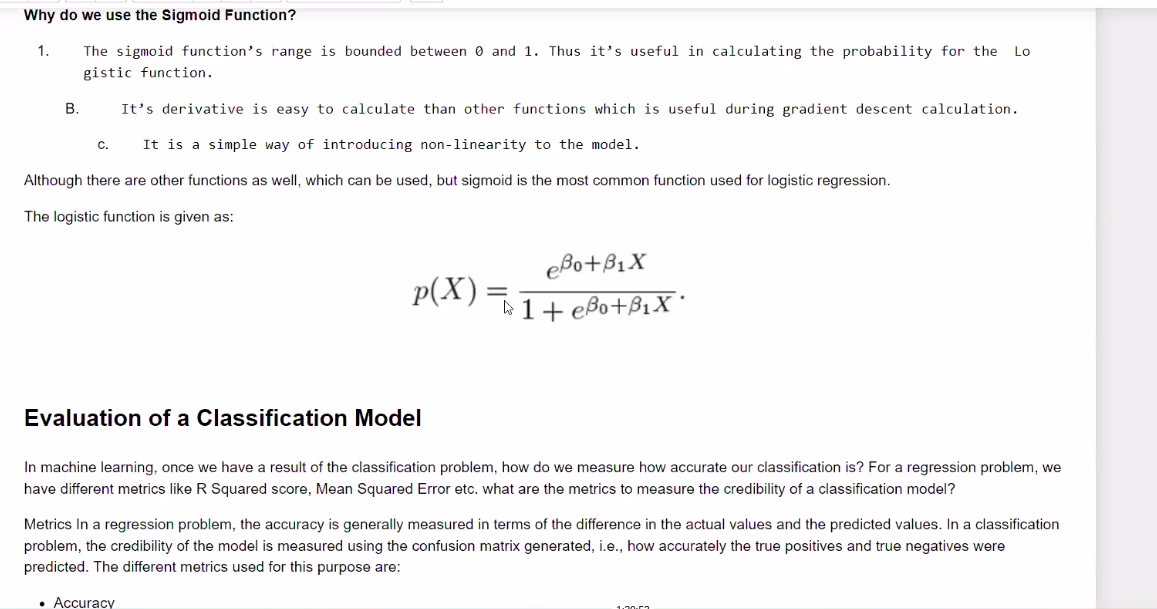 Why do we use the Sigmoid Function?
1. The sigmoid function's range is bounded between 0 and 1. Thus it's useful in calculating the probability for the Lo
gistic function.
B. It's derivative is easy to calculate than other functions which is useful during gradient descent calculation.
c. It is a simple way of introducing non-linearity to the model.
Although there are other functions as well, which can be used, but sigmoid is the most common function used for logistic regression.
The logistic function is given as:
p(X) = e^{β₀+β₁X} / (1 + e^{β₀+β₁X}).
Evaluation of a Classification Model
In machine learning, once we have a result of the classification problem, how do we measure how accurate our classification is? For a regression problem, we
have different metrics like R Squared score, Mean Squared Error etc. what are the metrics to measure the credibility of a classification model?
Metrics In a regression problem, the accuracy is generally measured in terms of the difference in the actual values and the predicted values. In a classification
problem, the credibility of the model is measured using the confusion matrix generated, i.e., how accurately the true positives and true negatives were
predicted. The different metrics used for this purpose are:
• Accuracy